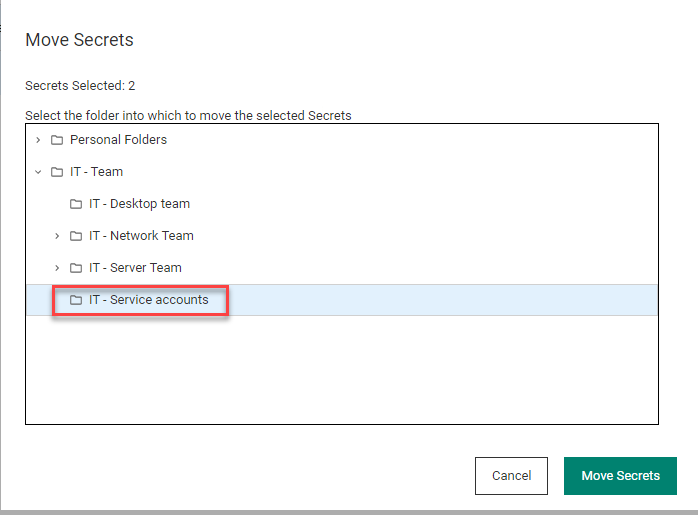 Move Secrets
Secrets Selected: 2
Select the folder into which to move the selected Secrets
Personal Folders
IT - Team
IT - Desktop team
IT - Network Team
IT - Server Team
IT - Service accounts
Cancel
Move Secrets